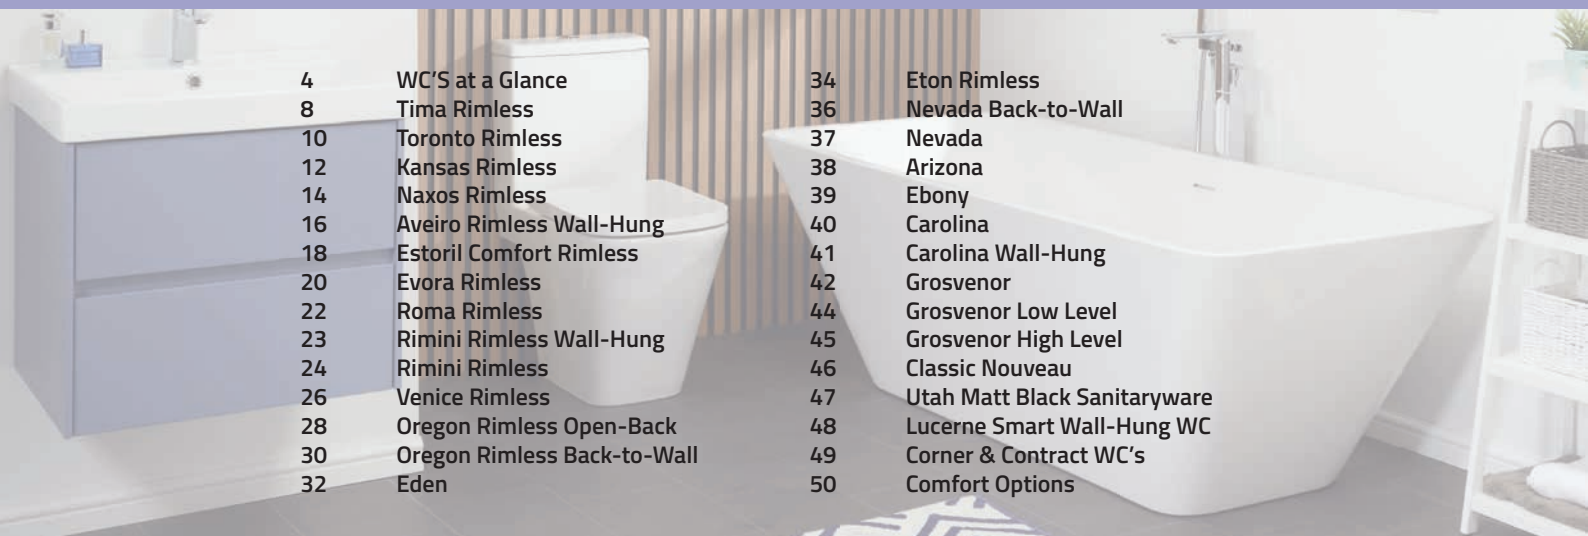 4 WC'S at a Glance
8 Tima Rimless
10 Toronto Rimless
12 Kansas Rimless
14 Naxos Rimless
16 Aveiro Rimless Wall-Hung
18 Estoril Comfort Rimless
20 Evora Rimless
22 Roma Rimless
23 Rimini Rimless Wall-Hung
24 Rimini Rimless
26 Venice Rimless
28 Oregon Rimless Open-Back
30 Oregon Rimless Back-to-Wall
32 Eden
34 Eton Rimless
36 Nevada Back-to-Wall
37 Nevada
38 Arizona
39 Ebony
40 Carolina
41 Carolina Wall-Hung
42 Grosvenor
44 Grosvenor Low Level
45 Grosvenor High Level
46 Classic Nouveau
47 Utah Matt Black Sanitaryware
48 Lucerne Smart Wall-Hung WC
49 Corner & Contract WC's
50 Comfort Options